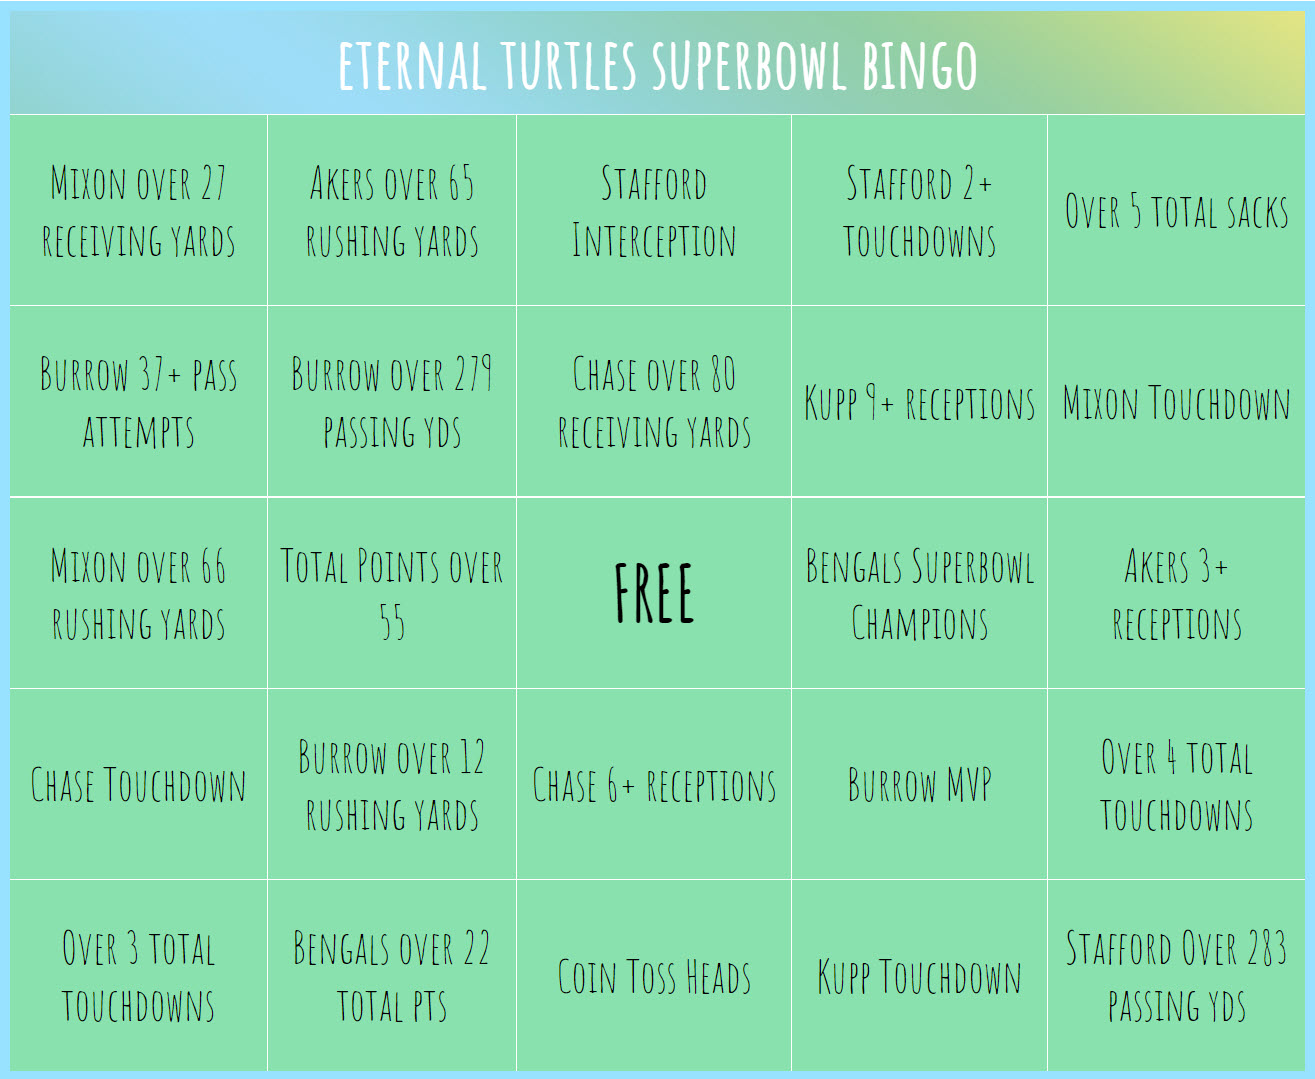 ETERNAL TURTLES SUPERBOWL BINGO
MIXON OVER 27
RECEIVING YARDS
AKERS OVER 65
RUSHING YARDS
STAFFORD
INTERCEPTION
STAFFORD 2+
TOUCHDOWNS
OVER 5 TOTAL SACKS
BURROW 37+ PASS
ATTEMPTS
BURROW OVER 279
PASSING YDS
CHASE OVER 80
RECEIVING YARDS
KUPP 9+ RECEPTIONS
MIXON TOUCHDOWN
MIXON OVER 66
RUSHING YARDS
TOTAL POINTS OVER
55
FREE
BENGALS SUPERBOWL
CHAMPIONS
AKERS 3+
RECEPTIONS
CHASE TOUCHDOWN
BURROW OVER 12
RUSHING YARDS
CHASE 6+ RECEPTIONS
BURROW MVP
OVER 4 TOTAL
TOUCHDOWNS
OVER 3 TOTAL
TOUCHDOWNS
BENGALS OVER 22
TOTAL PTS
COIN TOSS HEADS
KUPP TOUCHDOWN
STAFFORD OVER 283
PASSING YDS